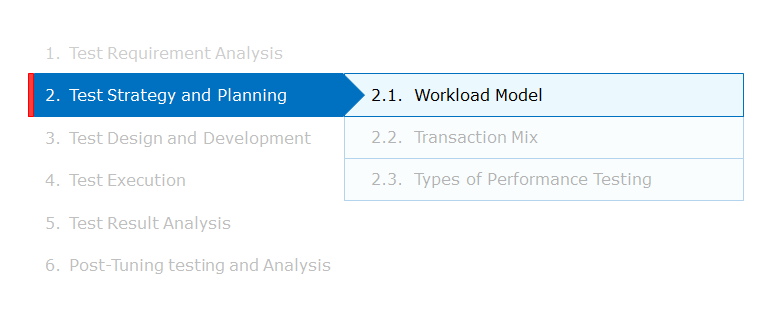 1. Test Requirement Analysis
2. Test Strategy and Planning
2.1. Workload Model
2.2. Transaction Mix
2.3. Types of Performance Testing
3. Test Design and Development
4. Test Execution
5. Test Result Analysis
6. Post-Tuning testing and Analysis